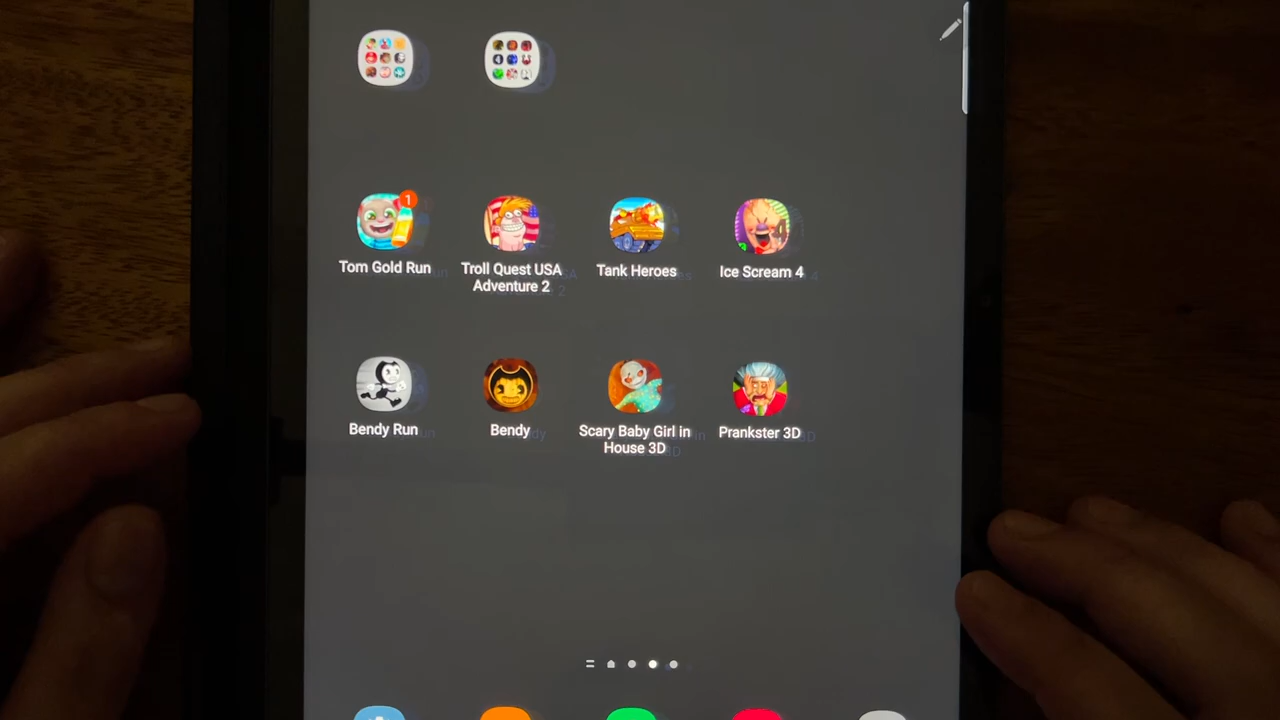 1
Tom Gold Run
Troll Quest USA
Adventure 2
Tank Heroes
Ice Scream 4
Bendy Run
Bendy
Scary Baby Girl in
House 3D
Prankster 3D